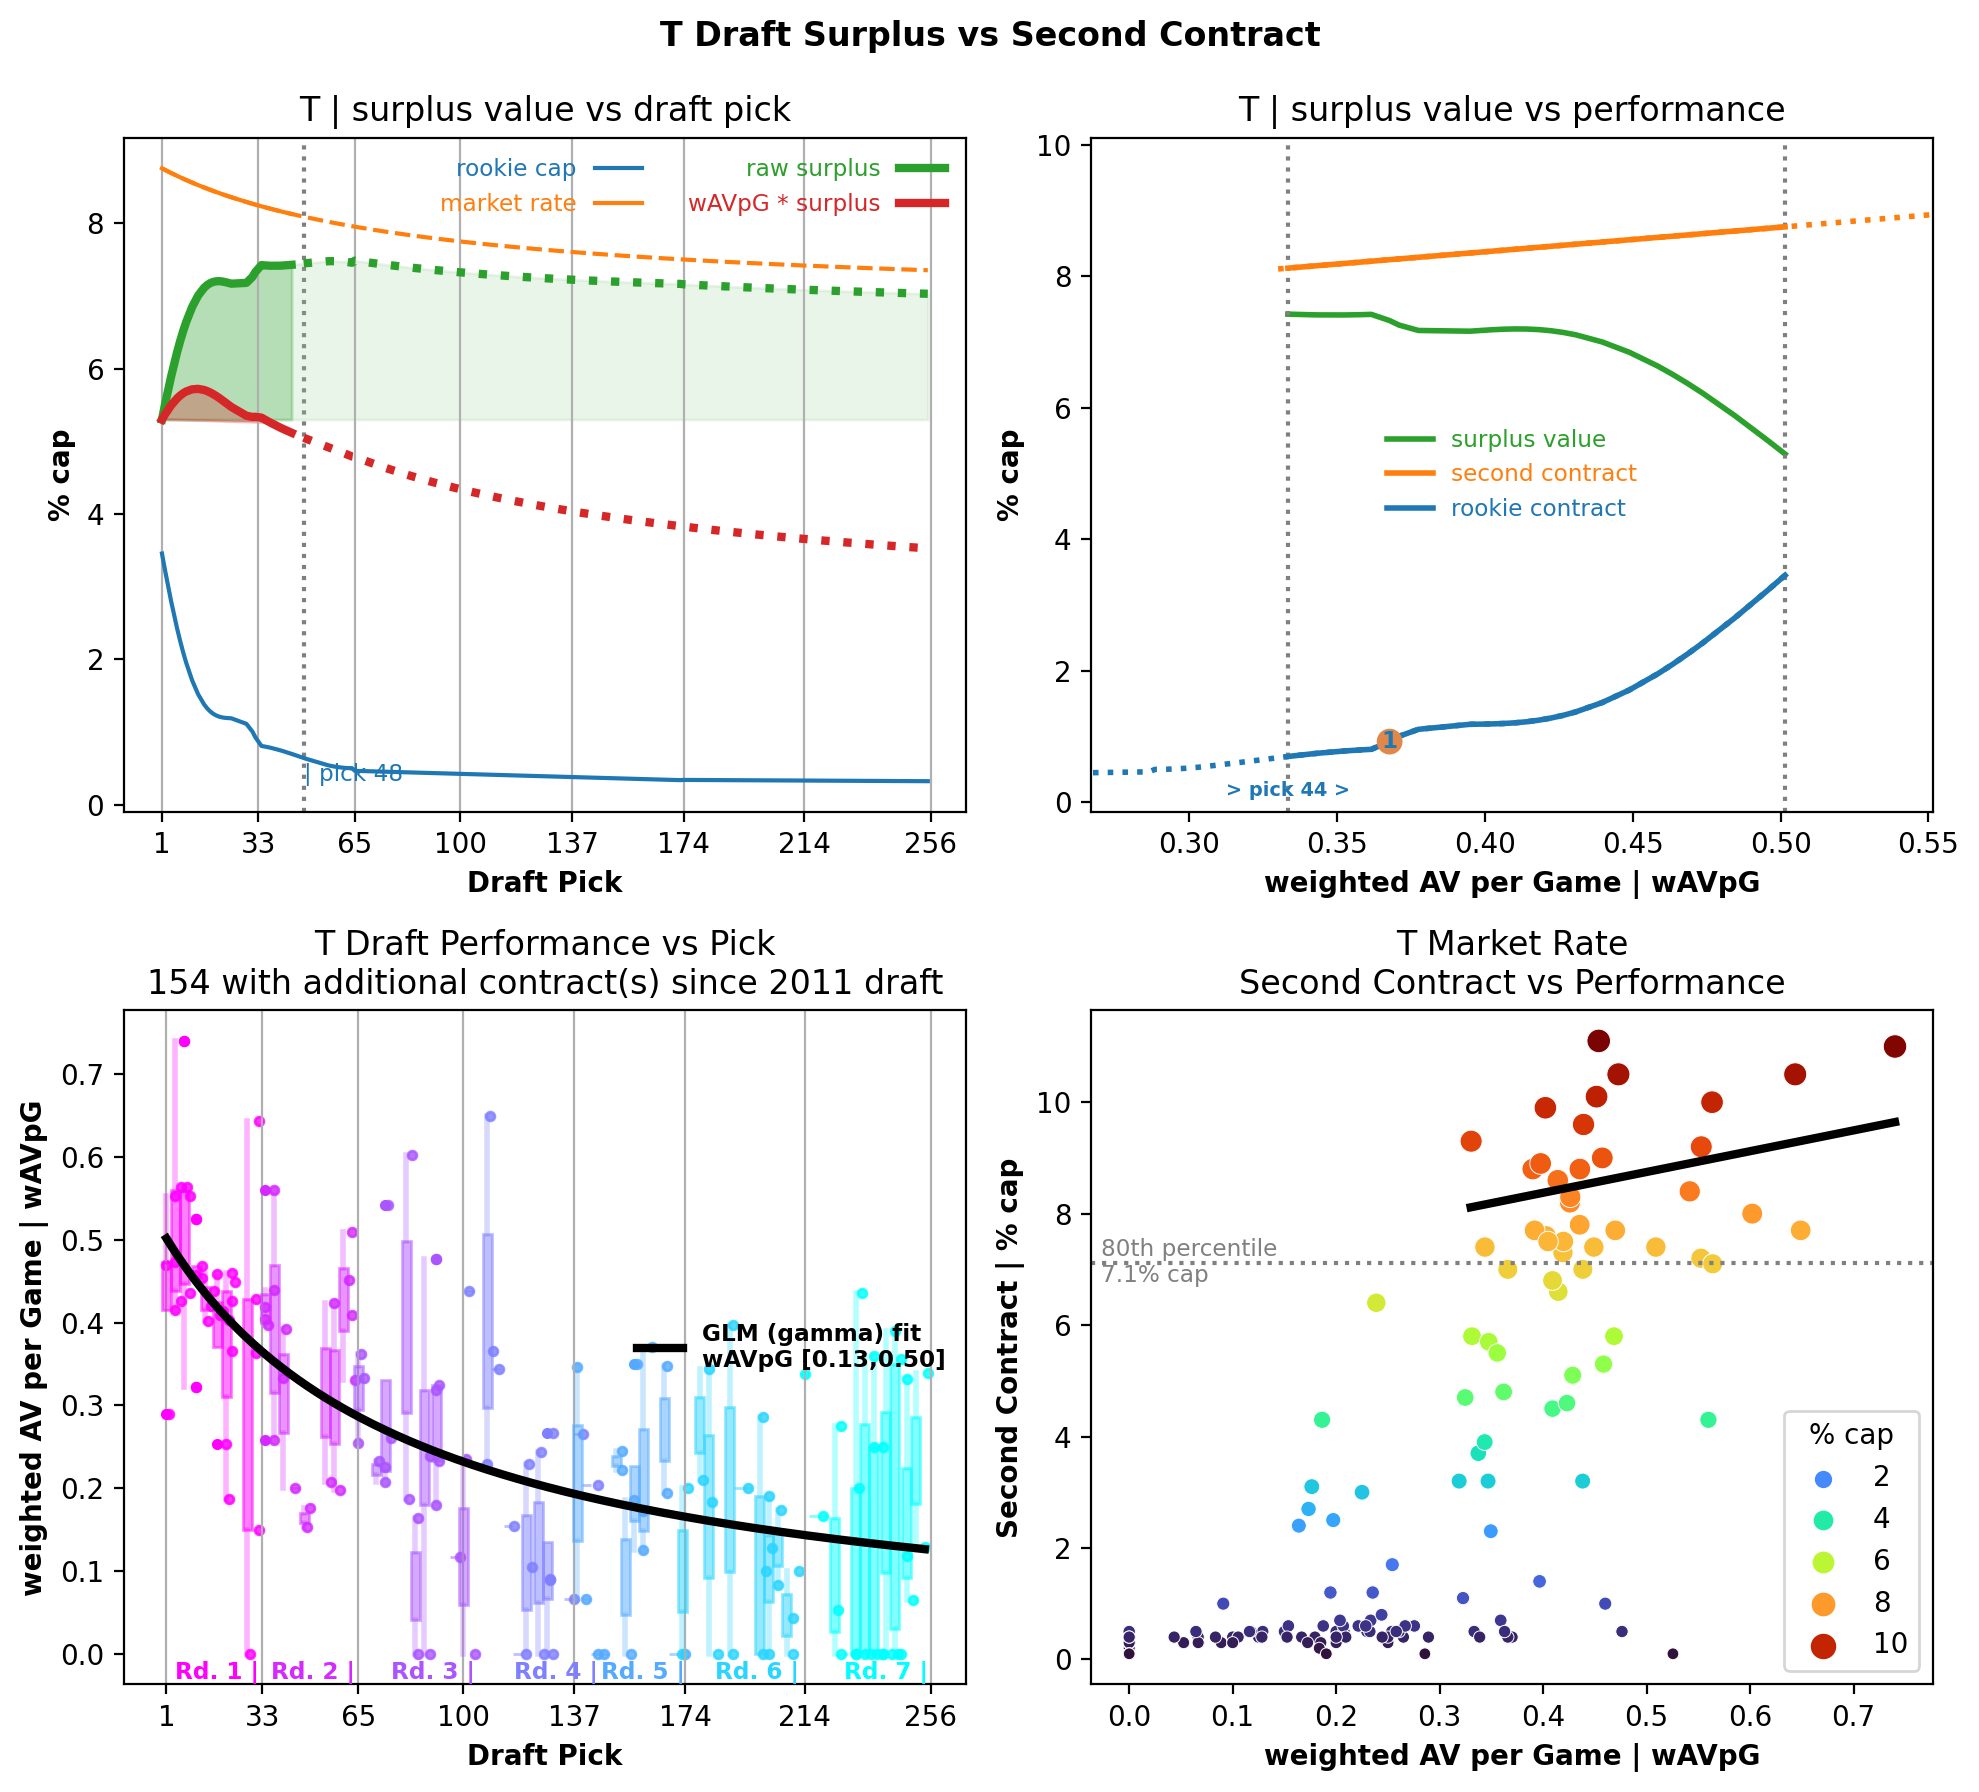 T Draft Surplus vs Second Contract
T | surplus value vs draft pick
rookie cap
market rate
raw surplus
wAVpG * surplus
8
6
4
2
0
% cap
| pick 48
1 33 65 100 137 174 214 256
Draft Pick
T | surplus value vs performance
10
8
6
4
2
0
% cap
surplus value
second contract
rookie contract
1
> pick 44 >
0.30 0.35 0.40 0.45 0.50 0.55
weighted AV per Game | wAVpG
T Draft Performance vs Pick
154 with additional contract(s) since 2011 draft
0.7
0.6
0.5
0.4
0.3
0.2
0.1
0.0
weighted AV per Game | wAVpG
GLM (gamma) fit
wAVpG [0.13,0.50]
Rd. 1 | Rd. 2 | Rd. 3 | Rd. 4 | Rd. 5 | Rd. 6 | Rd. 7 |
1 33 65 100 137 174 214 256
Draft Pick
T Market Rate
Second Contract vs Performance
10
8
6
4
2
0
Second Contract | % cap
80th percentile
7.1% cap
% cap
2
4
6
8
10
0.0 0.1 0.2 0.3 0.4 0.5 0.6 0.7
weighted AV per Game | wAVpG